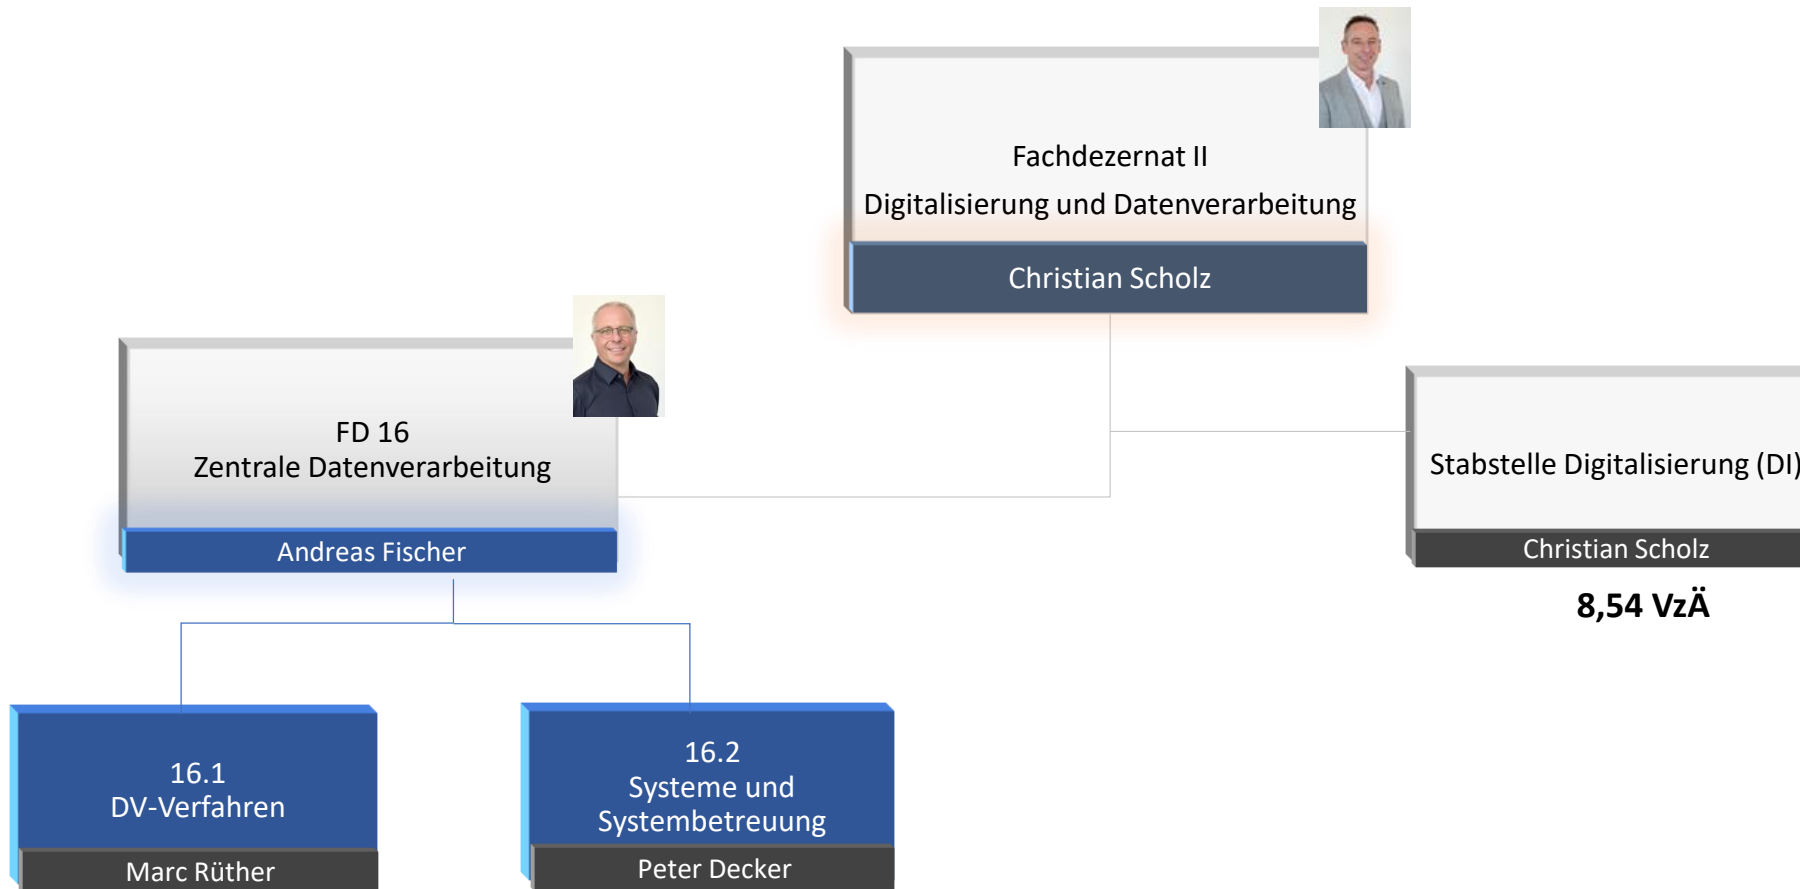 Fachdezernat II
Digitalisierung und Datenverarbeitung
Christian Scholz
FD 16
Zentrale Datenverarbeitung
Andreas Fischer
Stabstelle Digitalisierung (DI)
Christian Scholz
8,54 VzÄ
16.1
DV-Verfahren
Marc Rüther
16.2
Systeme und
Systembetreuung
Peter Decker